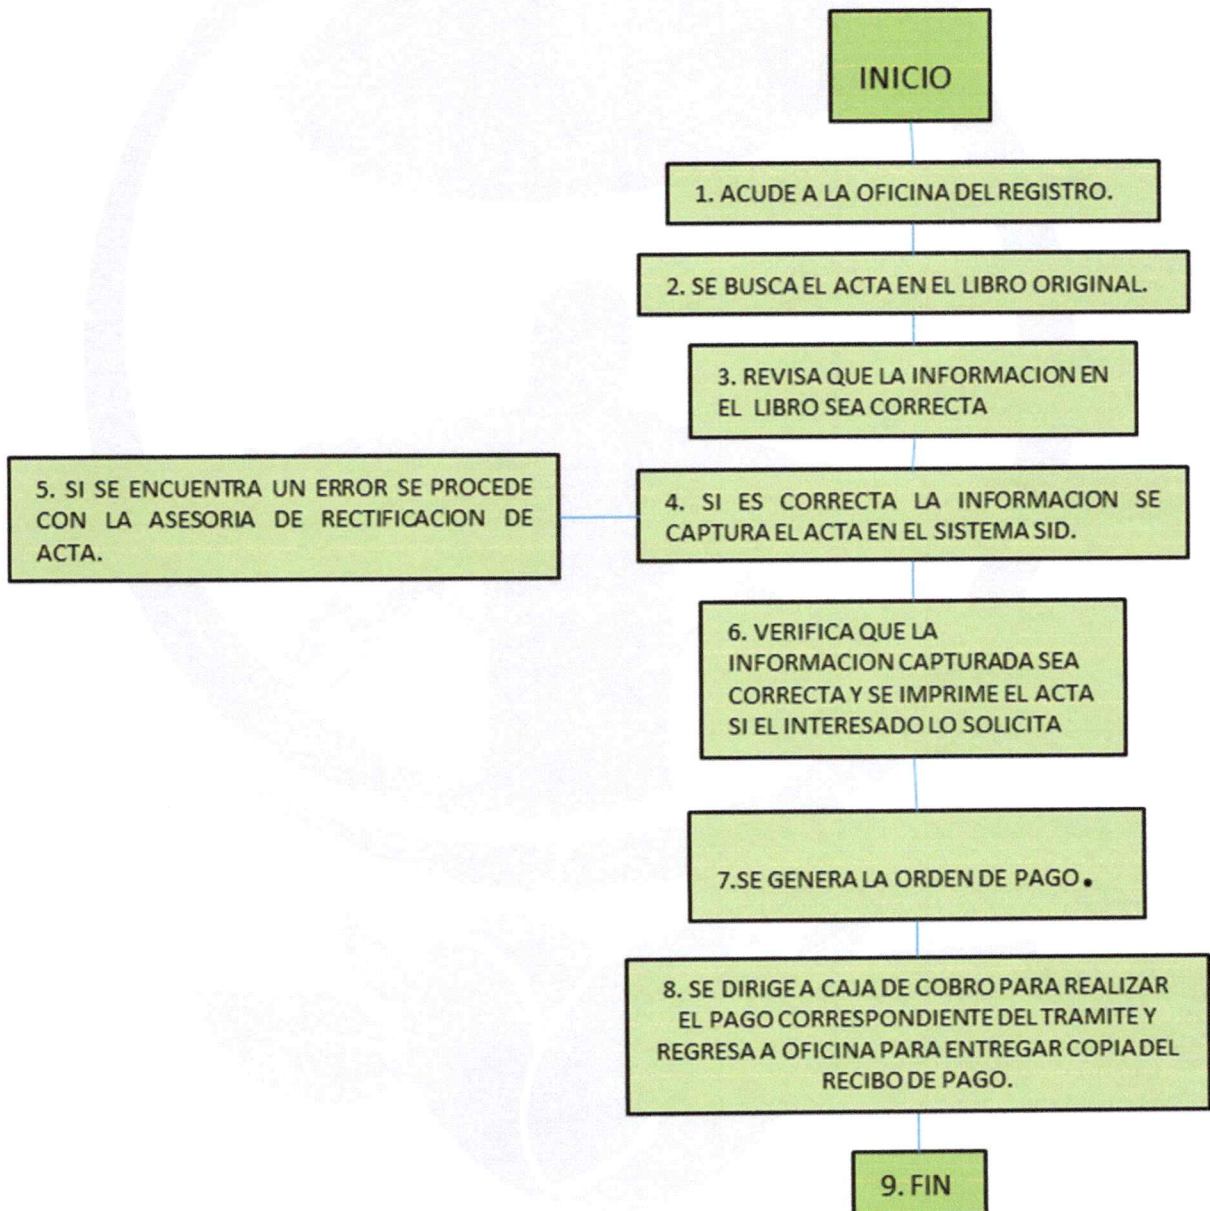 INICIO
1. ACUDE A LA OFICINA DEL REGISTRO.
2. SE BUSCA EL ACTA EN EL LIBRO ORIGINAL.
3. REVISA QUE LA INFORMACION EN
EL LIBRO SEA CORRECTA
4. SI ES CORRECTA LA INFORMACION SE
CAPTURA EL ACTA EN EL SISTEMA SID.
5. SI SE ENCUENTRA UN ERROR SE PROCEDE
CON LA ASESORIA DE RECTIFICACION DE
ACTA.
6. VERIFICA QUE LA
INFORMACION CAPTURADA SEA
CORRECTA Y SE IMPRIME EL ACTA
SI EL INTERESADO LO SOLICITA
7.SE GENERA LA ORDEN DE PAGO.
8. SE DIRIGE A CAJA DE COBRO PARA REALIZAR
EL PAGO CORRESPONDIENTE DEL TRAMITE Y
REGRESA A OFICINA PARA ENTREGAR COPIA DEL
RECIBO DE PAGO.
9. FIN